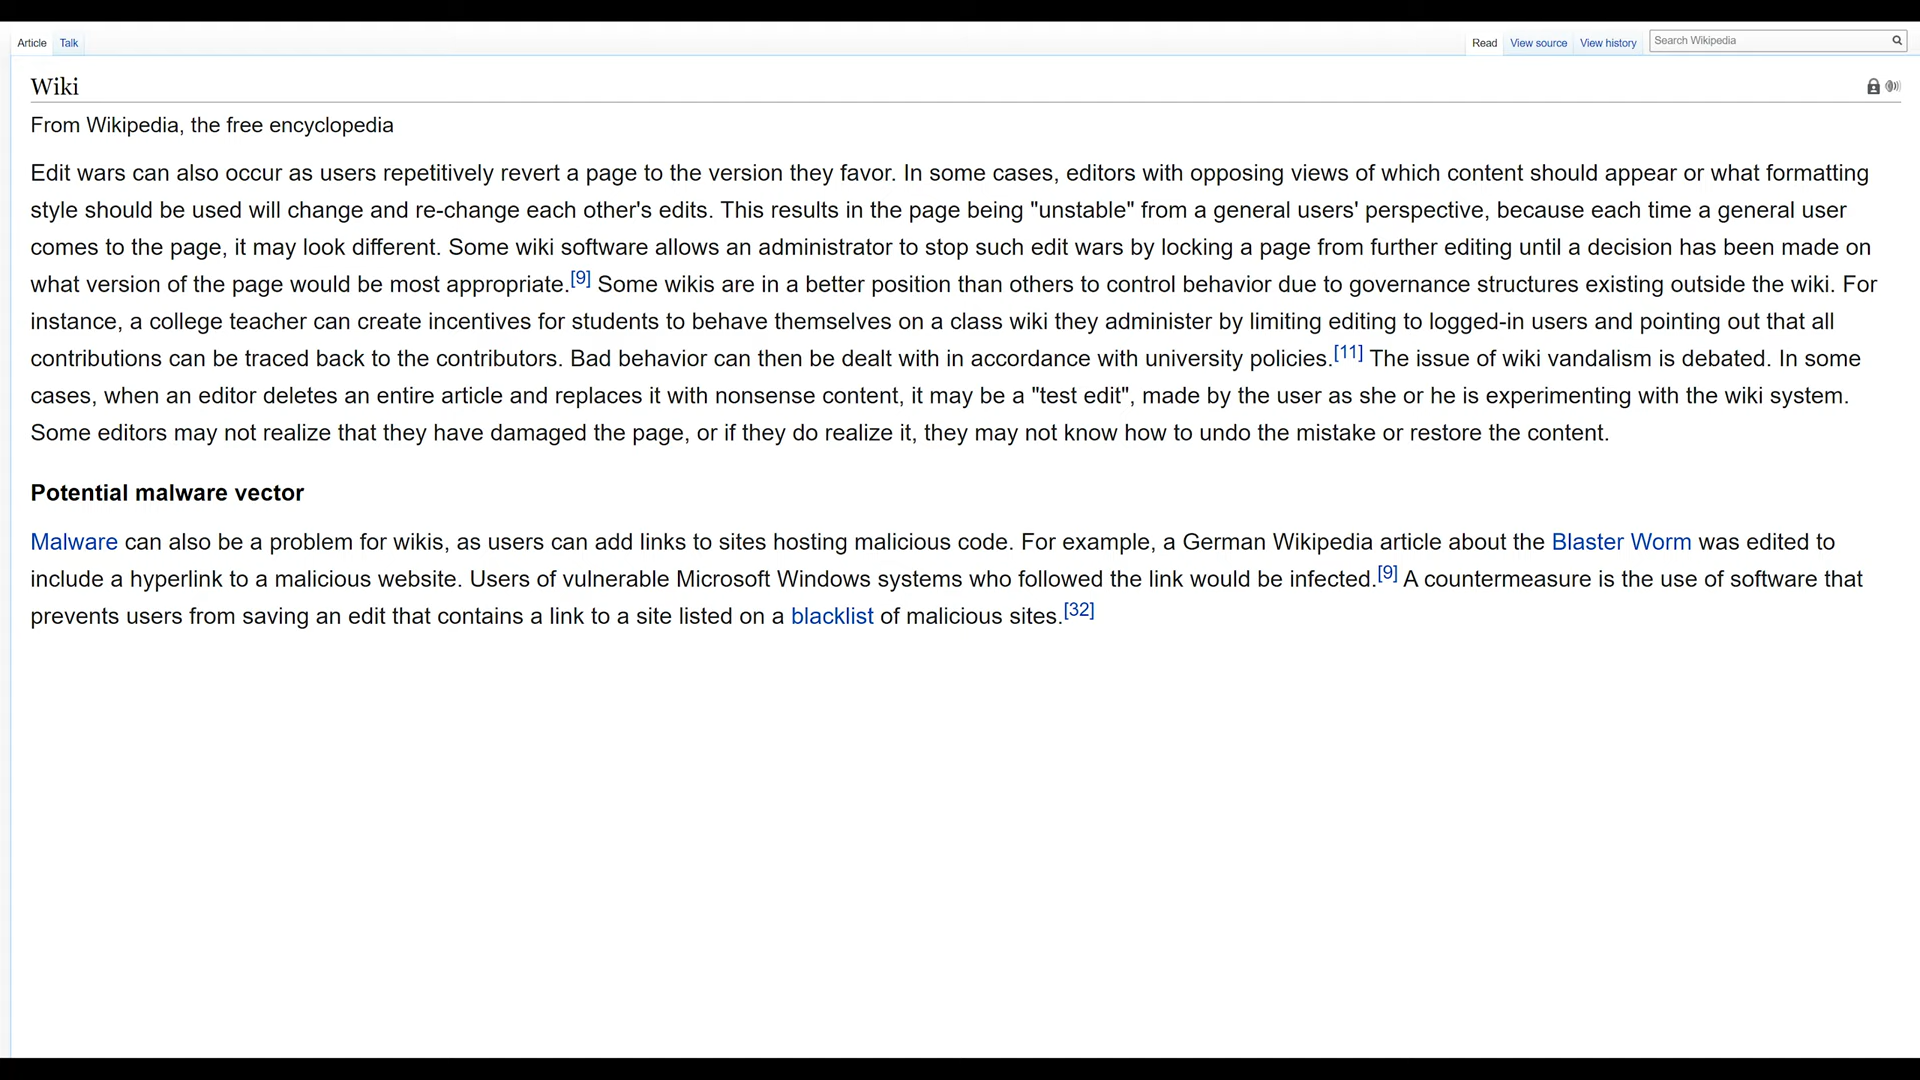 Article Talk Read View source View history Search Wikipedia
Wiki
From Wikipedia, the free encyclopedia
Edit wars can also occur as users repetitively revert a page to the version they favor. In some cases, editors with opposing views of which content should appear or what formatting
style should be used will change and re-change each other's edits. This results in the page being "unstable" from a general users' perspective, because each time a general user
comes to the page, it may look different. Some wiki software allows an administrator to stop such edit wars by locking a page from further editing until a decision has been made on
what version of the page would be most appropriate.[9] Some wikis are in a better position than others to control behavior due to governance structures existing outside the wiki. For
instance, a college teacher can create incentives for students to behave themselves on a class wiki they administer by limiting editing to logged-in users and pointing out that all
contributions can be traced back to the contributors. Bad behavior can then be dealt with in accordance with university policies.[11] The issue of wiki vandalism is debated. In some
cases, when an editor deletes an entire article and replaces it with nonsense content, it may be a "test edit", made by the user as she or he is experimenting with the wiki system.
Some editors may not realize that they have damaged the page, or if they do realize it, they may not know how to undo the mistake or restore the content.
Potential malware vector
Malware can also be a problem for wikis, as users can add links to sites hosting malicious code. For example, a German Wikipedia article about the Blaster Worm was edited to
include a hyperlink to a malicious website. Users of vulnerable Microsoft Windows systems who followed the link would be infected.[9] A countermeasure is the use of software that
prevents users from saving an edit that contains a link to a site listed on a blacklist of malicious sites.[32]